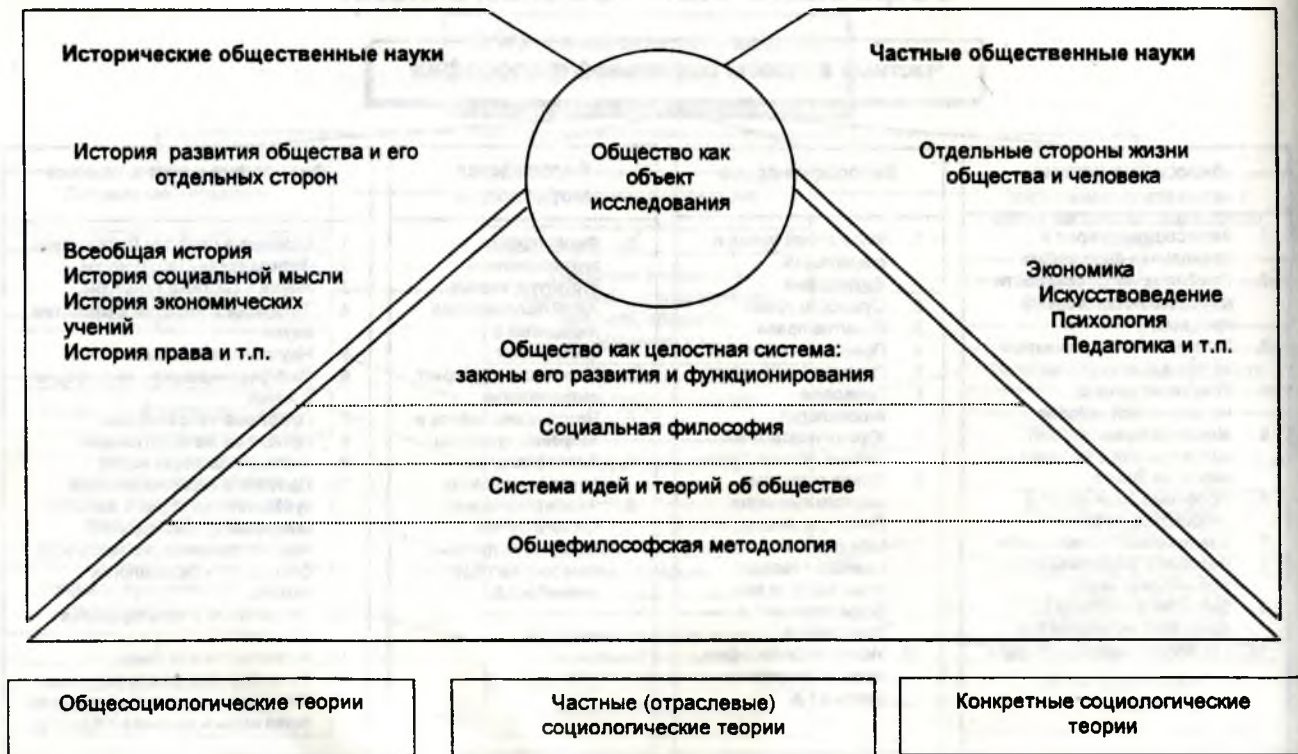 Исторические общественные науки
История развития общества и его
отдельных сторон
Всеобщая история
История социальной мысли
История экономических
учений
История права и т.п.
Общество как
объект
исследования
Частные общественные науки
Отдельные стороны жизни
общества и человека
Экономика
Искусствоведение
Психология
Педагогика и т.п.
Общество как целостная система:
законы его развития и функционирования
Социальная философия
Система идей и теорий об обществе
Общефилософская методология
Общесоциологические теории
Частные (отраслевые)
социологические теории
Конкретные социологические
теории